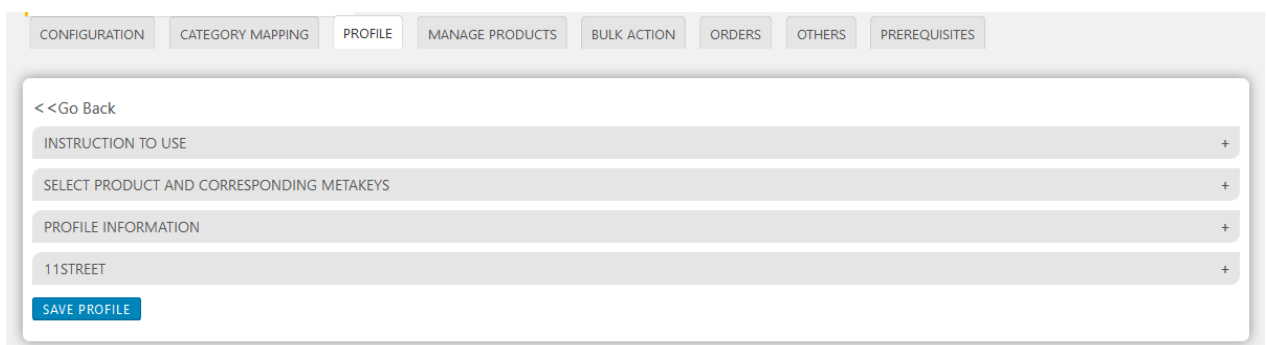 CONFIGURATION CATEGORY MAPPING PROFILE MANAGE PRODUCTS BULK ACTION ORDERS OTHERS PREREQUISITES
<<Go Back
INSTRUCTION TO USE +
SELECT PRODUCT AND CORRESPONDING METAKEYS +
PROFILE INFORMATION +
11STREET +
SAVE PROFILE